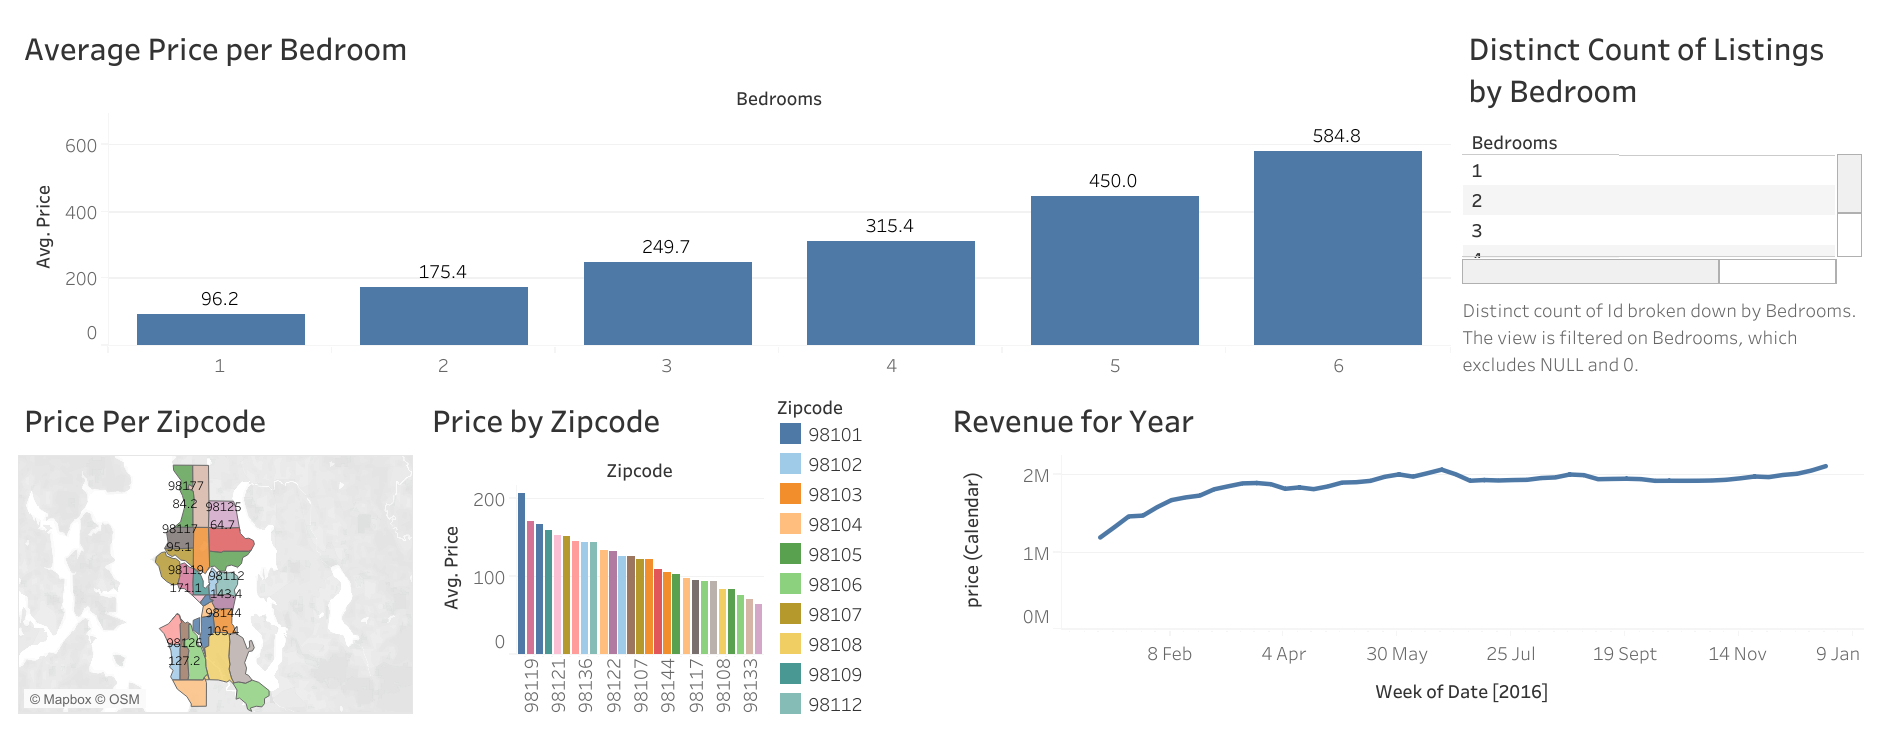 Average Price per Bedroom
Bedrooms
Avg. Price
600
400
200
0
96.2
175.4
249.7
315.4
450.0
584.8
1
2
3
4
5
6
Distinct Count of Listings
by Bedroom
Bedrooms
1
2
3
Distinct count of Id broken down by Bedrooms.
The view is filtered on Bedrooms, which
excludes NULL and 0.
Price Per Zipcode
98177
84.2
98125
64.7
98117
95.1
98119
171.1
98112
143.4
98144
105.4
98126
127.2
© Mapbox © OSM
Price by Zipcode
Zipcode
Avg. Price
200
100
0
98119
98121
98136
98122
98107
98144
98117
98108
98133
Zipcode
98101
98102
98103
98104
98105
98106
98107
98108
98109
98112
Revenue for Year
price (Calendar)
2M
1M
0M
8 Feb
4 Apr
30 May
25 Jul
19 Sept
14 Nov
9 Jan
Week of Date [2016]